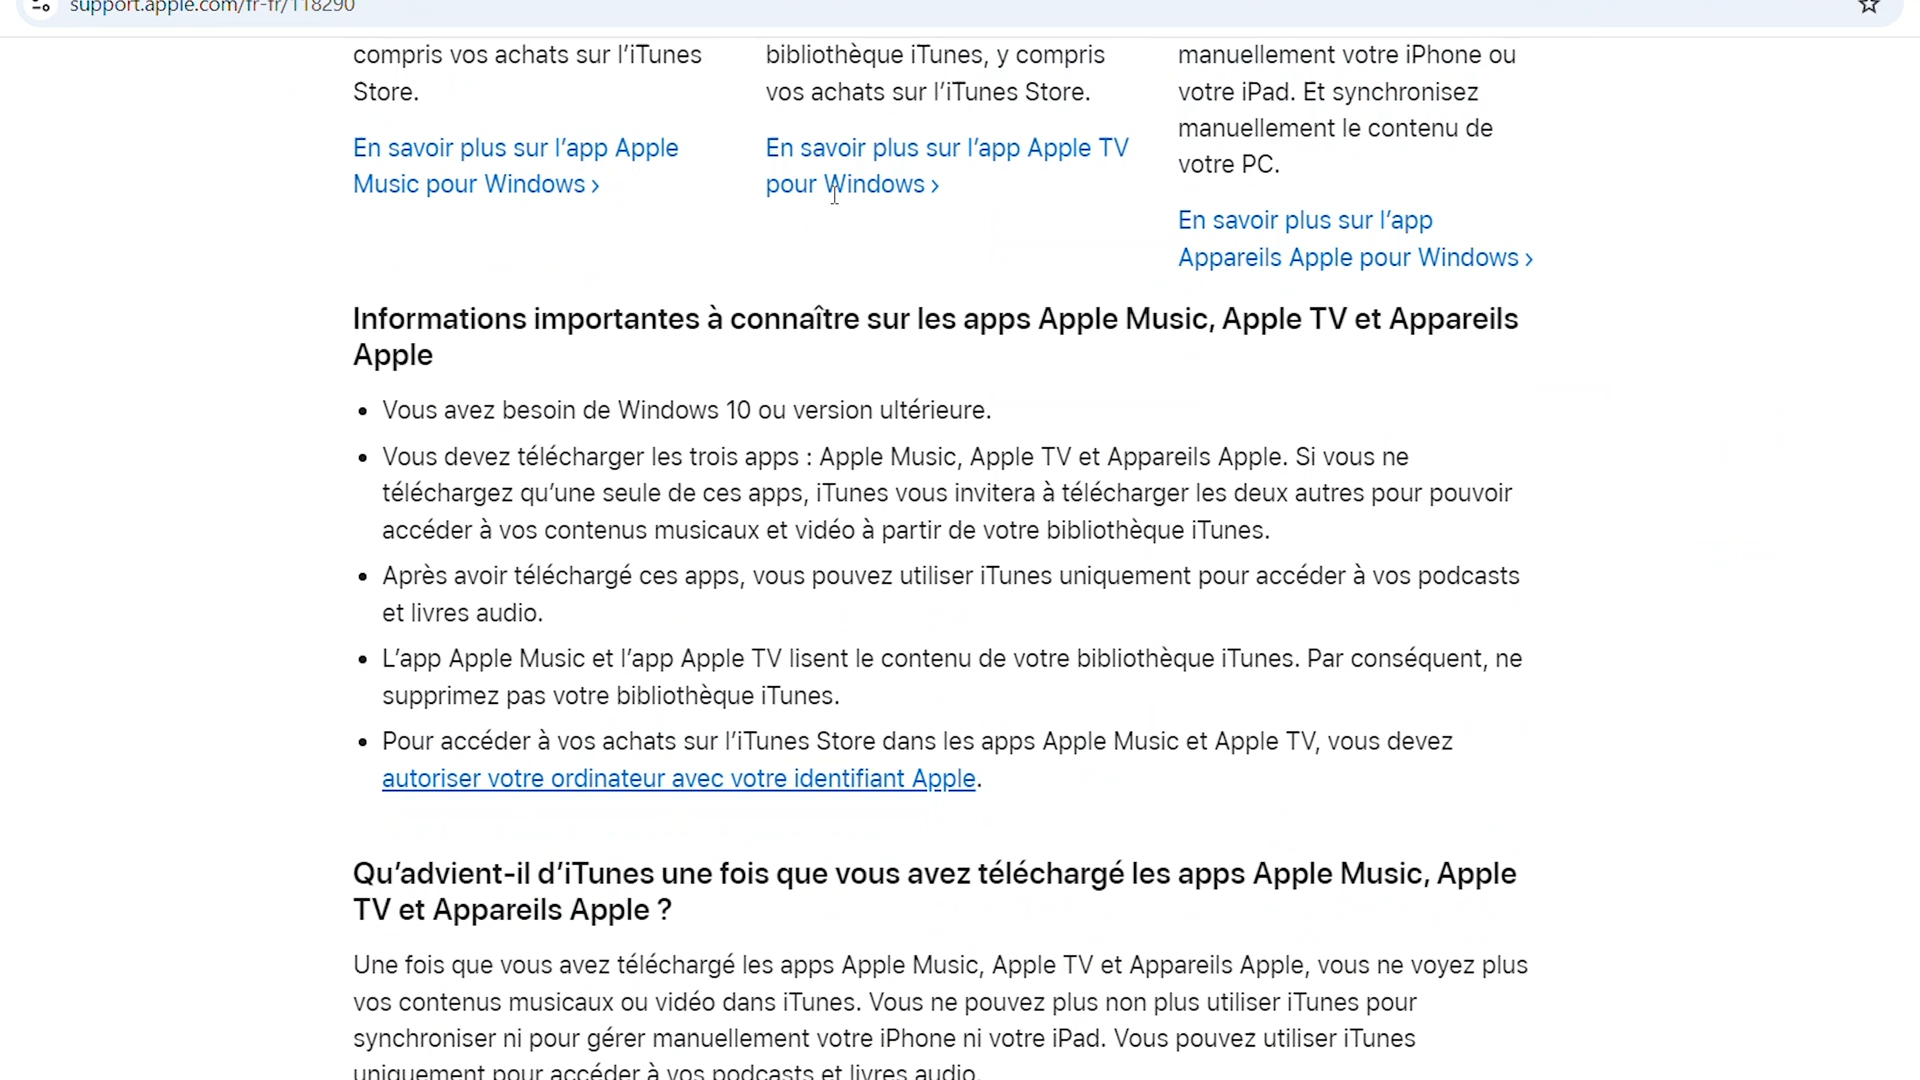 support.apple.com/fr-fr/118290
compris vos achats sur l’iTunes
Store.
En savoir plus sur l’app Apple
Music pour Windows ›
bibliothèque iTunes, y compris
vos achats sur l’iTunes Store.
En savoir plus sur l’app Apple TV
pour Windows ›
manuellement votre iPhone ou
votre iPad. Et synchronisez
manuellement le contenu de
votre PC.
En savoir plus sur l’app
Appareils Apple pour Windows ›
Informations importantes à connaître sur les apps Apple Music, Apple TV et Appareils
Apple
• Vous avez besoin de Windows 10 ou version ultérieure.
• Vous devez télécharger les trois apps : Apple Music, Apple TV et Appareils Apple. Si vous ne
téléchargez qu’une seule de ces apps, iTunes vous invitera à télécharger les deux autres pour pouvoir
accéder à vos contenus musicaux et vidéo à partir de votre bibliothèque iTunes.
• Après avoir téléchargé ces apps, vous pouvez utiliser iTunes uniquement pour accéder à vos podcasts
et livres audio.
• L’app Apple Music et l’app Apple TV lisent le contenu de votre bibliothèque iTunes. Par conséquent, ne
supprimez pas votre bibliothèque iTunes.
• Pour accéder à vos achats sur l’iTunes Store dans les apps Apple Music et Apple TV, vous devez
autoriser votre ordinateur avec votre identifiant Apple.
Qu’advient-il d’iTunes une fois que vous avez téléchargé les apps Apple Music, Apple
TV et Appareils Apple ?
Une fois que vous avez téléchargé les apps Apple Music, Apple TV et Appareils Apple, vous ne voyez plus
vos contenus musicaux ou vidéo dans iTunes. Vous ne pouvez plus non plus utiliser iTunes pour
synchroniser ni pour gérer manuellement votre iPhone ni votre iPad. Vous pouvez utiliser iTunes
uniquement pour accéder à vos podcasts et livres audio.